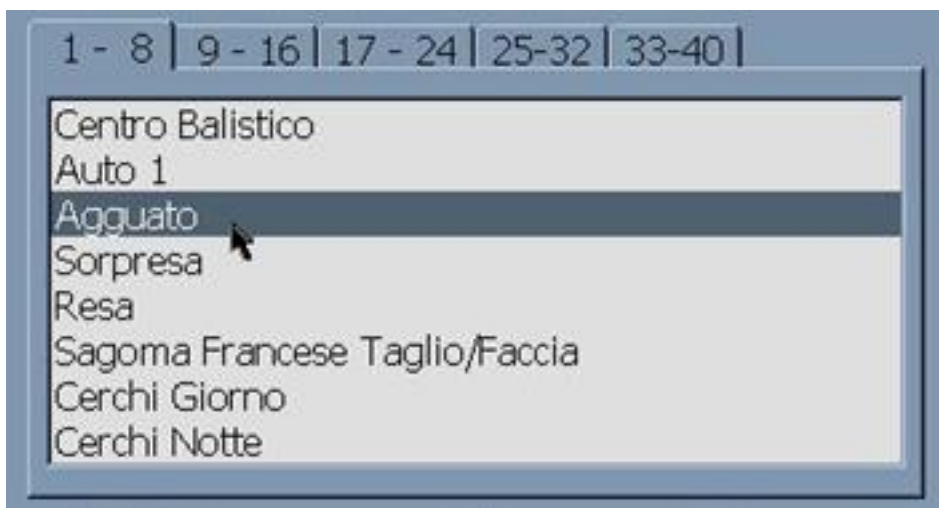 1 - 8 9 - 16 17 - 24 25-32 33-40
Centro Balistico
Auto 1
Agguato
Sorpresa
Resa
Sagoma Francese Taglio/Faccia
Cerchi Giorno
Cerchi Notte